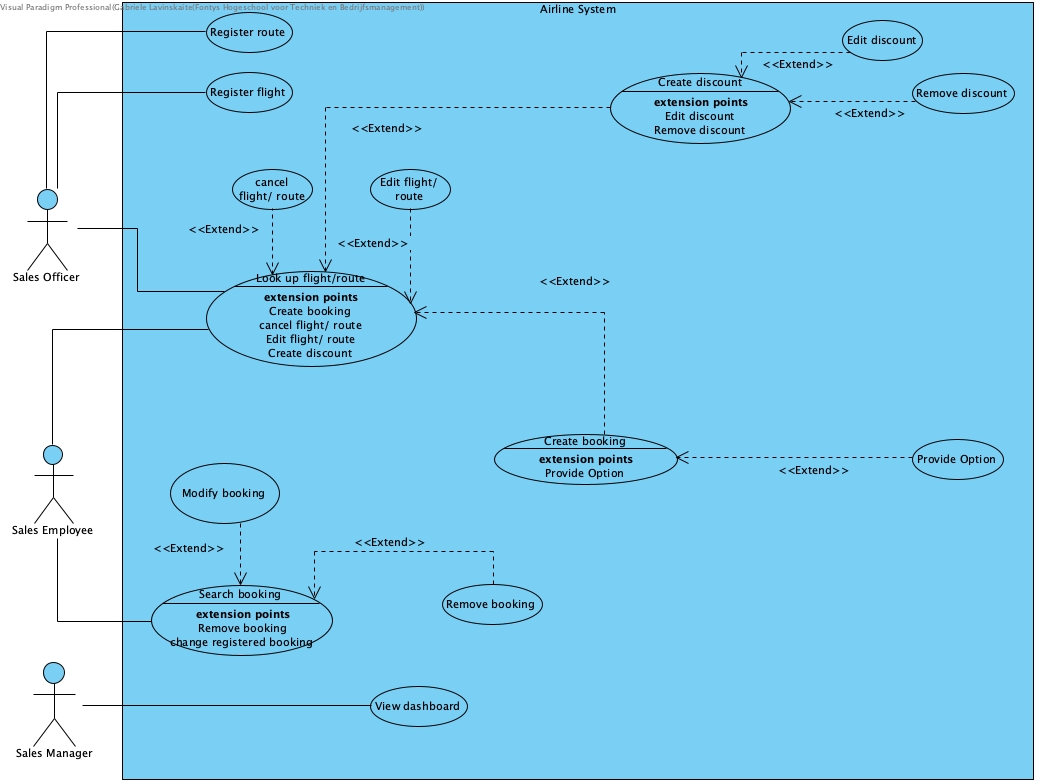 Visual Paradigm Professional(Gabriele Lavinskaite(Fontys Hogeschool voor Techniek en Bedrijfsmanagement))
Airline System
Register route
Edit discount
<<Extend>>
Create discount
extension points
Edit discount
Remove discount
Remove discount
<<Extend>>
Register flight
<<Extend>>
cancel
flight/ route
Edit flight/
route
<<Extend>>
<<Extend>>
Sales Officer
Look up flight/route
extension points
Create booking
cancel flight/ route
Edit flight/ route
Create discount
<<Extend>>
Create booking
extension points
Provide Option
<<Extend>>
Provide Option
Sales Employee
Modify booking
<<Extend>>
<<Extend>>
Search booking
extension points
Remove booking
change registered booking
Remove booking
Sales Manager
View dashboard